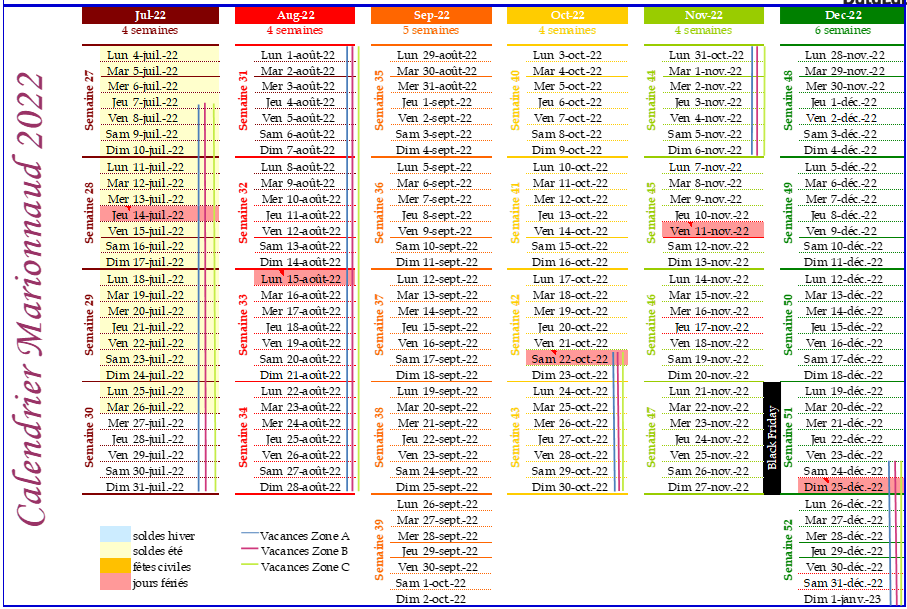 Calendrier Marionnaud 2022
Jul-22
4 semaines
Semaine 27
Lun 4-juil.-22
Mar 5-juil.-22
Mer 6-juil.-22
Jeu 7-juil.-22
Ven 8-juil.-22
Sam 9-juil.-22
Dim 10-juil.-22
Semaine 28
Lun 11-juil.-22
Mar 12-juil.-22
Mer 13-juil.-22
Jeu 14-juil.-22
Ven 15-juil.-22
Sam 16-juil.-22
Dim 17-juil.-22
Semaine 29
Lun 18-juil.-22
Mar 19-juil.-22
Mer 20-juil.-22
Jeu 21-juil.-22
Ven 22-juil.-22
Sam 23-juil.-22
Dim 24-juil.-22
Semaine 30
Lun 25-juil.-22
Mar 26-juil.-22
Mer 27-juil.-22
Jeu 28-juil.-22
Ven 29-juil.-22
Sam 30-juil.-22
Dim 31-juil.-22
Aug-22
4 semaines
Semaine 31
Lun 1-août-22
Mar 2-août-22
Mer 3-août-22
Jeu 4-août-22
Ven 5-août-22
Sam 6-août-22
Dim 7-août-22
Semaine 32
Lun 8-août-22
Mar 9-août-22
Mer 10-août-22
Jeu 11-août-22
Ven 12-août-22
Sam 13-août-22
Dim 14-août-22
Semaine 33
Lun 15-août-22
Mar 16-août-22
Mer 17-août-22
Jeu 18-août-22
Ven 19-août-22
Sam 20-août-22
Dim 21-août-22
Semaine 34
Lun 22-août-22
Mar 23-août-22
Mer 24-août-22
Jeu 25-août-22
Ven 26-août-22
Sam 27-août-22
Dim 28-août-22
Sep-22
5 semaines
Semaine 35
Lun 29-août-22
Mar 30-août-22
Mer 31-août-22
Jeu 1-sept.-22
Ven 2-sept.-22
Sam 3-sept.-22
Dim 4-sept.-22
Semaine 36
Lun 5-sept.-22
Mar 6-sept.-22
Mer 7-sept.-22
Jeu 8-sept.-22
Ven 9-sept.-22
Sam 10-sept.-22
Dim 11-sept.-22
Semaine 37
Lun 12-sept.-22
Mar 13-sept.-22
Mer 14-sept.-22
Jeu 15-sept.-22
Ven 16-sept.-22
Sam 17-sept.-22
Dim 18-sept.-22
Semaine 38
Lun 19-sept.-22
Mar 20-sept.-22
Mer 21-sept.-22
Jeu 22-sept.-22
Ven 23-sept.-22
Sam 24-sept.-22
Dim 25-sept.-22
Semaine 39
Lun 26-sept.-22
Mar 27-sept.-22
Mer 28-sept.-22
Jeu 29-sept.-22
Ven 30-sept.-22
Sam 1-oct.-22
Dim 2-oct.-22
Oct-22
4 semaines
Semaine 40
Lun 3-oct.-22
Mar 4-oct.-22
Mer 5-oct.-22
Jeu 6-oct.-22
Ven 7-oct.-22
Sam 8-oct.-22
Dim 9-oct.-22
Semaine 41
Lun 10-oct.-22
Mar 11-oct.-22
Mer 12-oct.-22
Jeu 13-oct.-22
Ven 14-oct.-22
Sam 15-oct.-22
Dim 16-oct.-22
Semaine 42
Lun 17-oct.-22
Mar 18-oct.-22
Mer 19-oct.-22
Jeu 20-oct.-22
Ven 21-oct.-22
Sam 22-oct.-22
Dim 23-oct.-22
Semaine 43
Lun 24-oct.-22
Mar 25-oct.-22
Mer 26-oct.-22
Jeu 27-oct.-22
Ven 28-oct.-22
Sam 29-oct.-22
Dim 30-oct.-22
Nov-22
4 semaines
Semaine 44
Lun 31-oct.-22
Mar 1-nov.-22
Mer 2-nov.-22
Jeu 3-nov.-22
Ven 4-nov.-22
Sam 5-nov.-22
Dim 6-nov.-22
Semaine 45
Lun 7-nov.-22
Mar 8-nov.-22
Mer 9-nov.-22
Jeu 10-nov.-22
Ven 11-nov.-22
Sam 12-nov.-22
Dim 13-nov.-22
Semaine 46
Lun 14-nov.-22
Mar 15-nov.-22
Mer 16-nov.-22
Jeu 17-nov.-22
Ven 18-nov.-22
Sam 19-nov.-22
Dim 20-nov.-22
Semaine 47
Lun 21-nov.-22
Mar 22-nov.-22
Mer 23-nov.-22
Jeu 24-nov.-22
Ven 25-nov.-22
Sam 26-nov.-22
Dim 27-nov.-22
Black Friday
Dec-22
6 semaines
Semaine 48
Lun 28-nov.-22
Mar 29-nov.-22
Mer 30-nov.-22
Jeu 1-déc.-22
Ven 2-déc.-22
Sam 3-déc.-22
Dim 4-déc.-22
Semaine 49
Lun 5-déc.-22
Mar 6-déc.-22
Mer 7-déc.-22
Jeu 8-déc.-22
Ven 9-déc.-22
Sam 10-déc.-22
Dim 11-déc.-22
Semaine 50
Lun 12-déc.-22
Mar 13-déc.-22
Mer 14-déc.-22
Jeu 15-déc.-22
Ven 16-déc.-22
Sam 17-déc.-22
Dim 18-déc.-22
Semaine 51
Lun 19-déc.-22
Mar 20-déc.-22
Mer 21-déc.-22
Jeu 22-déc.-22
Ven 23-déc.-22
Sam 24-déc.-22
Dim 25-déc.-22
Semaine 52
Lun 26-déc.-22
Mar 27-déc.-22
Mer 28-déc.-22
Jeu 29-déc.-22
Ven 30-déc.-22
Sam 31-déc.-22
Dim 1-janv.-23
soldes hiver
soldes été
fêtes civiles
jours fériés
Vacances Zone A
Vacances Zone B
Vacances Zone C